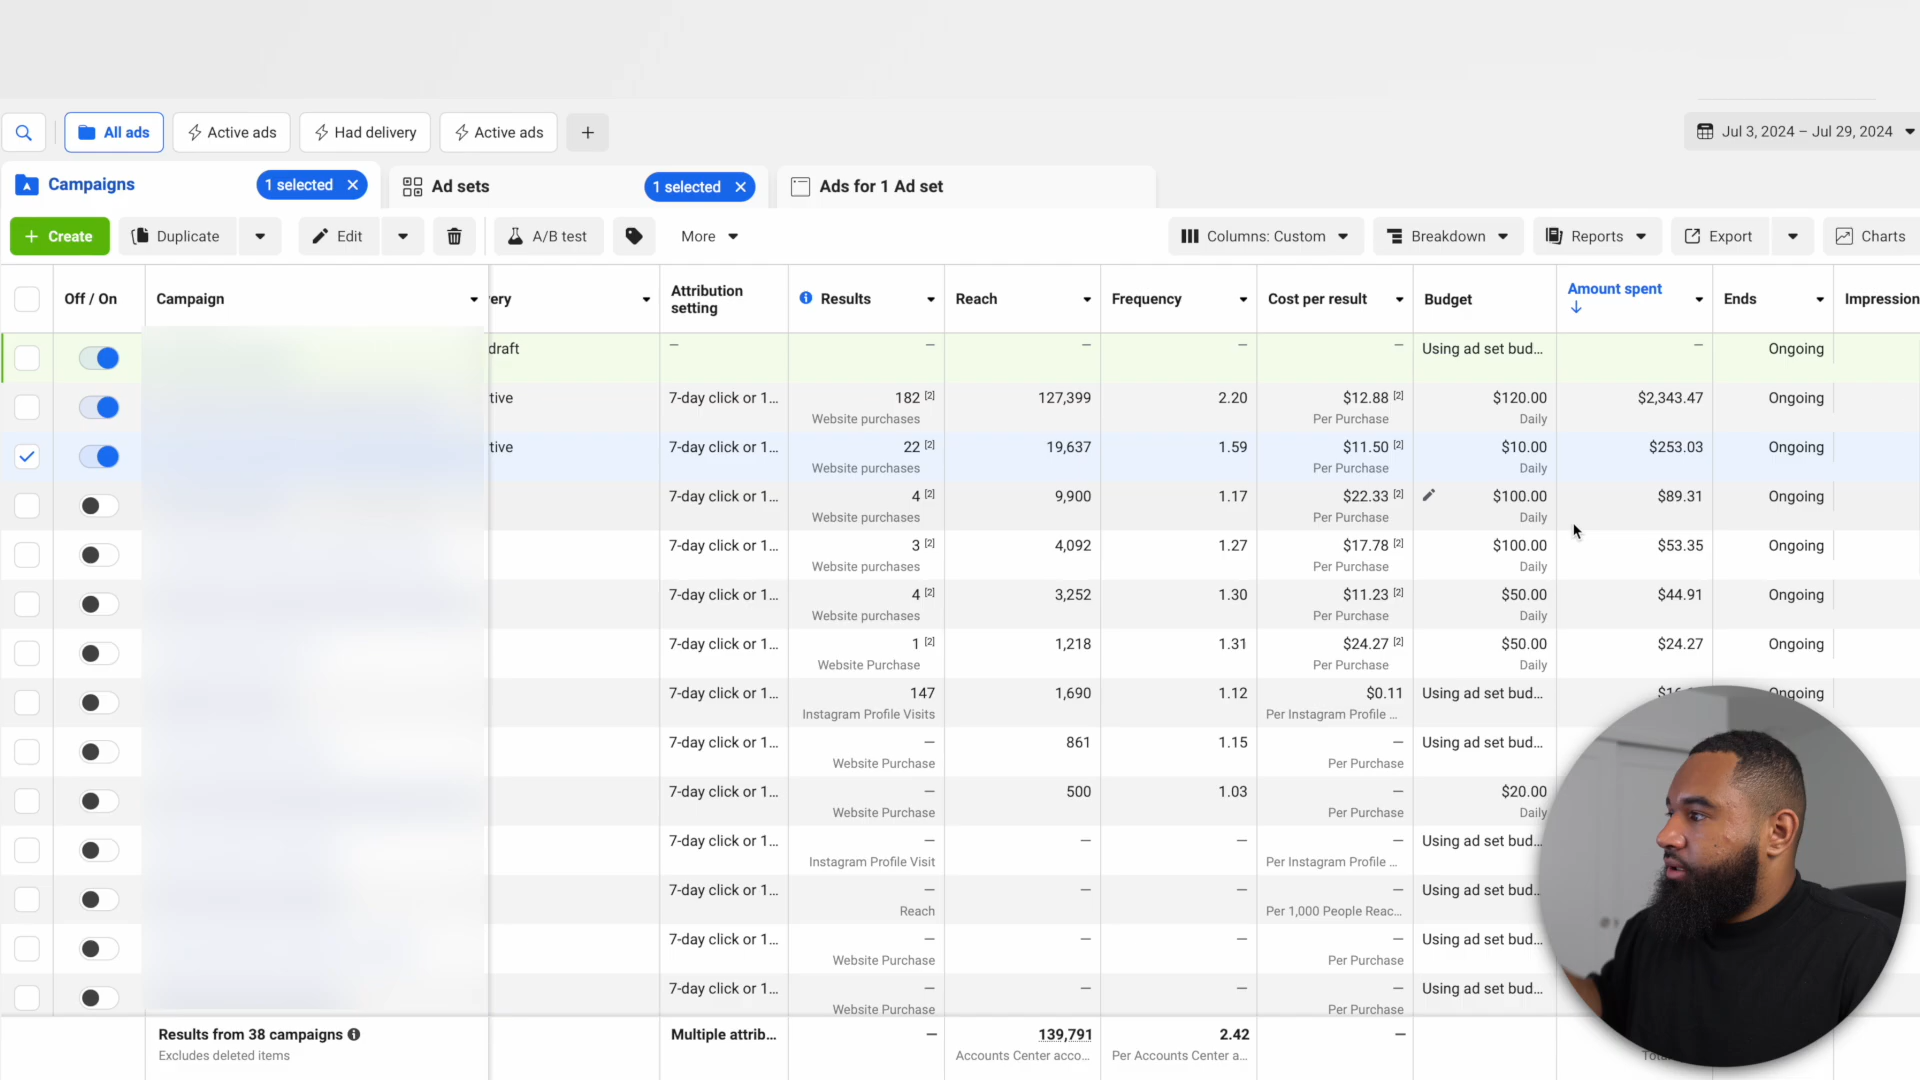 All ads
Active ads
Had delivery
Active ads
+
Jul 3, 2024 – Jul 29, 2024
Campaigns
1 selected ×
Ad sets
1 selected ×
Ads for 1 Ad set
+ Create
Duplicate
Edit
A/B test
More
Columns: Custom
Breakdown
Reports
Export
Charts
Off / On
Campaign
very
Attribution setting
Results
Reach
Frequency
Cost per result
Budget
Amount spent ↓
Ends
Impression
draft — — — — — Using ad set bud... — Ongoing
tive 7-day click or 1... 182 [2] 127,399 2.20 $12.88 [2] $120.00 $2,343.47 Ongoing
Website purchases Per Purchase Daily
tive 7-day click or 1... 22 [2] 19,637 1.59 $11.50 [2] $10.00 $253.03 Ongoing
Website purchases Per Purchase Daily
7-day click or 1... 4 [2] 9,900 1.17 $22.33 [2] $100.00 $89.31 Ongoing
Website purchases Per Purchase Daily
7-day click or 1... 3 [2] 4,092 1.27 $17.78 [2] $100.00 $53.35 Ongoing
Website purchases Per Purchase Daily
7-day click or 1... 4 [2] 3,252 1.30 $11.23 [2] $50.00 $44.91 Ongoing
Website purchases Per Purchase Daily
7-day click or 1... 1 [2] 1,218 1.31 $24.27 [2] $50.00 $24.27 Ongoing
Website Purchase Per Purchase Daily
7-day click or 1... 147 1,690 1.12 $0.11 Using ad set bud... Ongoing
Instagram Profile Visits Per Instagram Profile ...
7-day click or 1... — 861 1.15 — Using ad set bud...
Website Purchase Per Purchase
7-day click or 1... — 500 1.03 — $20.00
Website Purchase Per Purchase Daily
7-day click or 1... — — — — Using ad set bud...
Instagram Profile Visit Per Instagram Profile ...
7-day click or 1... — — — — Using ad set bud...
Reach Per 1,000 People Reac...
7-day click or 1... — — — — Using ad set bud...
Website Purchase Per Purchase
7-day click or 1... — — — — Using ad set bud...
Website Purchase Per Purchase
Results from 38 campaigns Multiple attrib... — 139,791 2.42 —
Excludes deleted items Accounts Center acco... Per Accounts Center a...